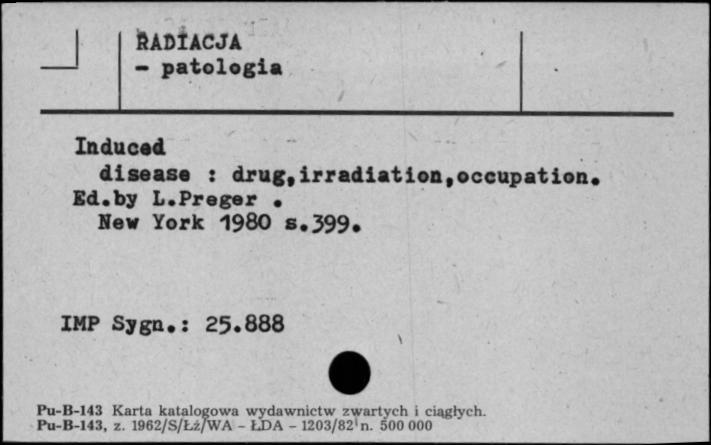 RADIACJA
- patologia
Induced
disease : drug,irradiation,occupation.
Ed.by L.Preger .
New York 1980 s.399.
IMP Sygn.: 25.888
Pu-B-143 Karta katalogowa wydawnictw zwartych i ciągłych.
Pu-B-143, z. 1962/S/Łż/WA - ŁDA - 1203/82 n. 500 000